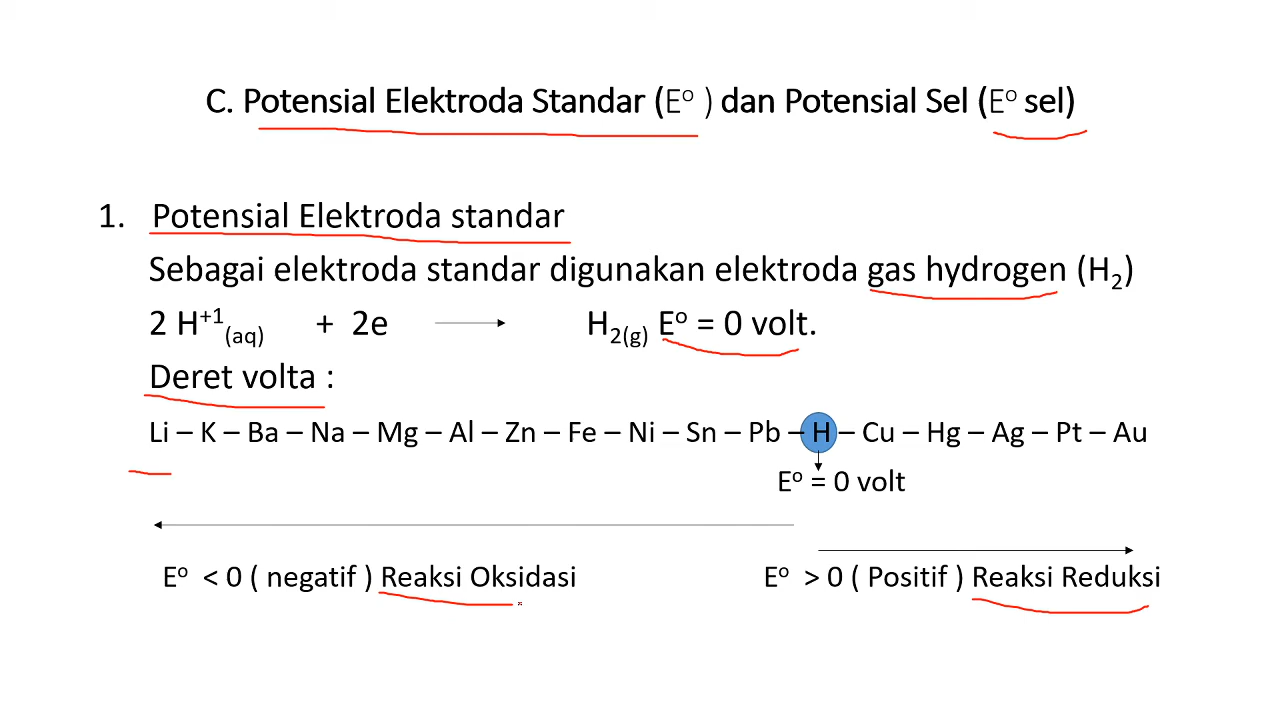 C. Potensial Elektroda Standar (Eº ) dan Potensial Sel (Eº sel)
1. Potensial Elektroda standar
Sebagai elektroda standar digunakan elektroda gas hydrogen (H₂)
2 H⁺¹₍aq₎ + 2e ⟶ H₂₍g₎ Eº = 0 volt.
Deret volta :
Li – K – Ba – Na – Mg – Al – Zn – Fe – Ni – Sn – Pb – H – Cu – Hg – Ag – Pt – Au
Eº = 0 volt
Eº < 0 ( negatif ) Reaksi Oksidasi
Eº > 0 ( Positif ) Reaksi Reduksi